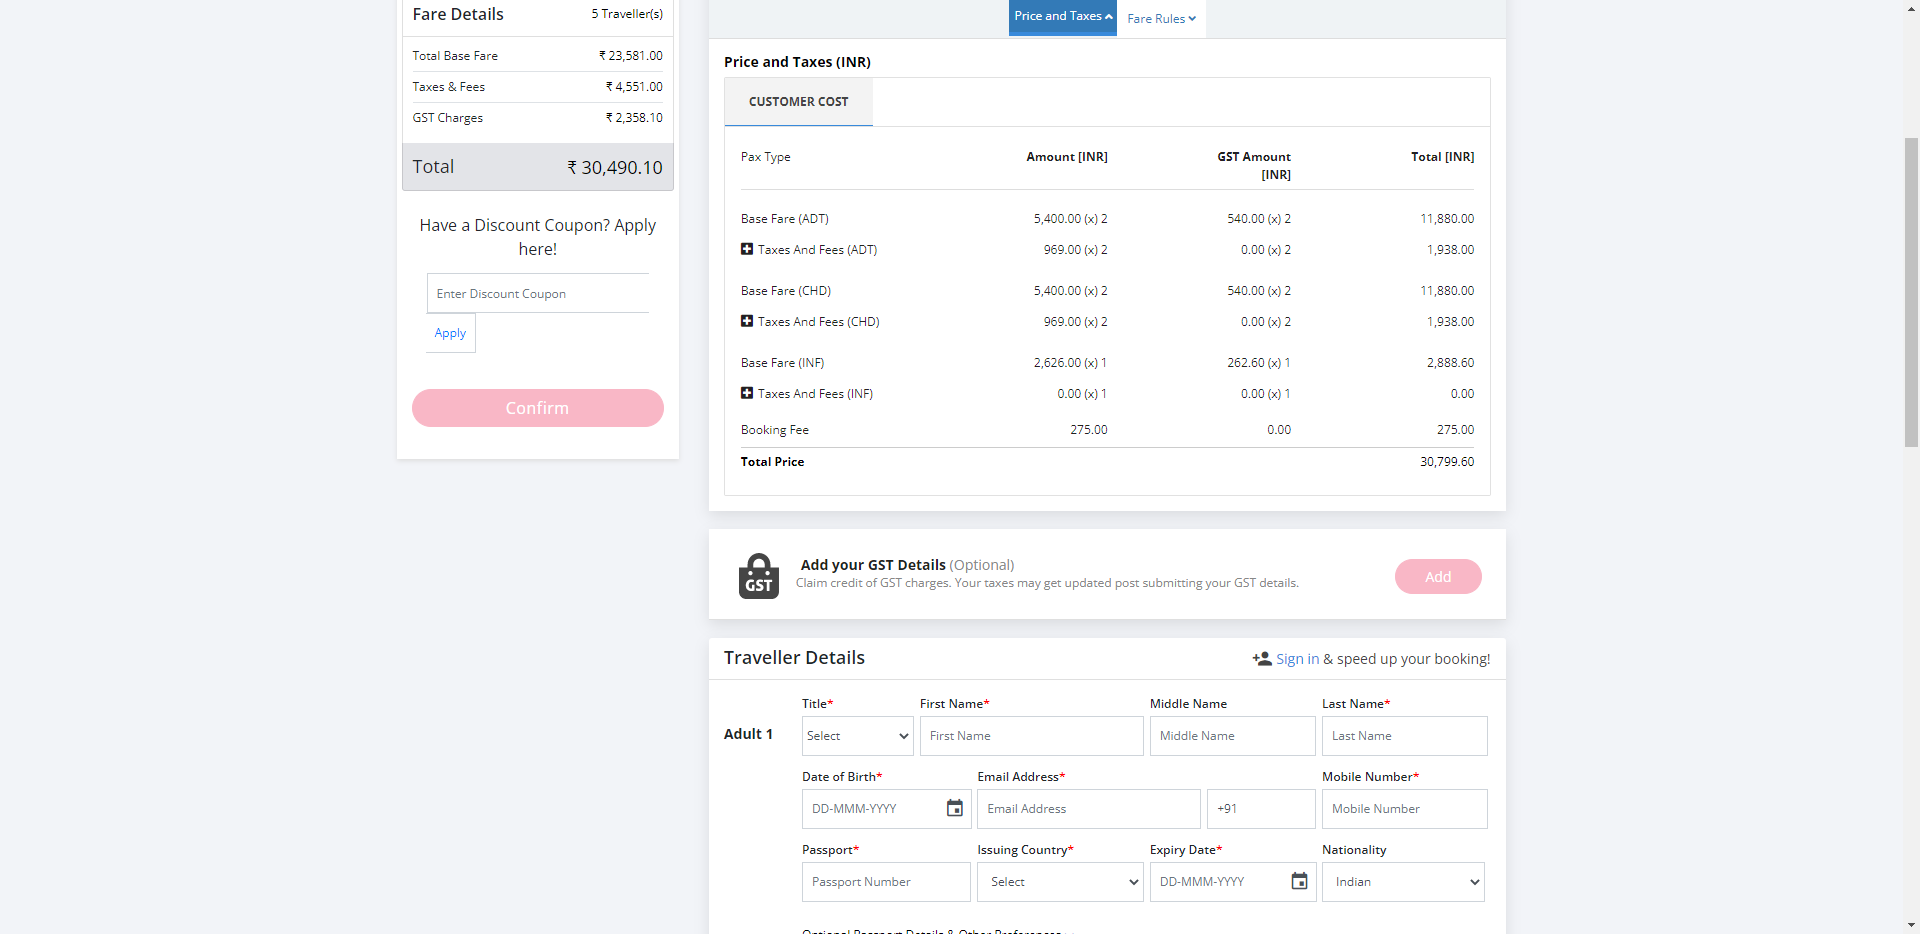 Fare Details 5 Traveller(s)
Total Base Fare ₹ 23,581.00
Taxes & Fees ₹ 4,551.00
GST Charges ₹ 2,358.10
Total ₹ 30,490.10
Have a Discount Coupon? Apply
here!
Enter Discount Coupon
Apply
Confirm
Price and Taxes Fare Rules
Price and Taxes (INR)
CUSTOMER COST
Pax Type Amount [INR] GST Amount [INR] Total [INR]
Base Fare (ADT) 5,400.00 (x) 2 540.00 (x) 2 11,880.00
Taxes And Fees (ADT) 969.00 (x) 2 0.00 (x) 2 1,938.00
Base Fare (CHD) 5,400.00 (x) 2 540.00 (x) 2 11,880.00
Taxes And Fees (CHD) 969.00 (x) 2 0.00 (x) 2 1,938.00
Base Fare (INF) 2,626.00 (x) 1 262.60 (x) 1 2,888.60
Taxes And Fees (INF) 0.00 (x) 1 0.00 (x) 1 0.00
Booking Fee 275.00 0.00 275.00
Total Price 30,799.60
GST
Add your GST Details (Optional)
Claim credit of GST charges. Your taxes may get updated post submitting your GST details.
Add
Traveller Details Sign in & speed up your booking!
Title* First Name* Middle Name Last Name*
Adult 1 Select First Name Middle Name Last Name
Date of Birth* Email Address* Mobile Number*
DD-MMM-YYYY Email Address +91 Mobile Number
Passport* Issuing Country* Expiry Date* Nationality
Passport Number Select DD-MMM-YYYY Indian
Optional Passport Details & Other Preferences